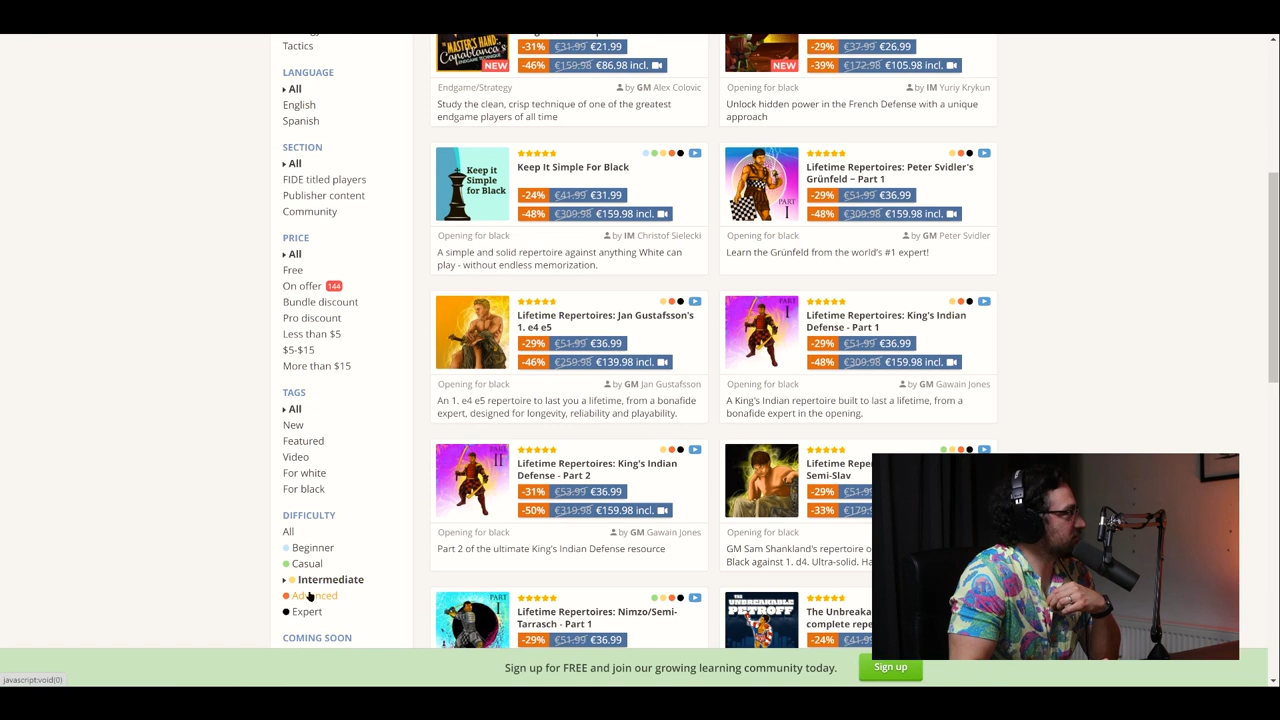 Tactics
LANGUAGE
All
English
Spanish
SECTION
All
FIDE titled players
Publisher content
Community
PRICE
All
Free
On offer 144
Bundle discount
Pro discount
Less than $5
$5-$15
More than $15
TAGS
All
New
Featured
Video
For white
For black
DIFFICULTY
All
Beginner
Casual
Intermediate
Advanced
Expert
COMING SOON
THE
MASTER'S HAND:
Capablanca's
ENDGAME TECHNIQUE
NEW
-31% €31.99 €21.99
-46% €159.98 €86.98 incl.
Endgame/Strategy by GM Alex Colovic
Study the clean, crisp technique of one of the greatest
endgame players of all time
NEW
-29% €37.99 €26.99
-39% €172.98 €105.98 incl.
Opening for black by IM Yuriy Krykun
Unlock hidden power in the French Defense with a unique
approach
Keep it
Simple
for Black
Keep It Simple For Black
-24% €41.99 €31.99
-48% €309.98 €159.98 incl.
Opening for black by IM Christof Sielecki
A simple and solid repertoire against anything White can
play - without endless memorization.
PART
I
Lifetime Repertoires: Peter Svidler's
Grünfeld – Part 1
-29% €51.99 €36.99
-48% €309.98 €159.98 incl.
Opening for black by GM Peter Svidler
Learn the Grünfeld from the world's #1 expert!
Lifetime Repertoires: Jan Gustafsson's
1. e4 e5
-29% €51.99 €36.99
-46% €259.98 €139.98 incl.
Opening for black by GM Jan Gustafsson
An 1. e4 e5 repertoire to last you a lifetime, from a bonafide
expert, designed for longevity, reliability and playability.
PART
I
Lifetime Repertoires: King's Indian
Defense - Part 1
-29% €51.99 €36.99
-48% €309.98 €159.98 incl.
Opening for black by GM Gawain Jones
A King's Indian repertoire built to last a lifetime, from a
bonafide expert in the opening.
PART
II
Lifetime Repertoires: King's Indian
Defense - Part 2
-31% €53.99 €36.99
-50% €319.98 €159.98 incl.
Opening for black by GM Gawain Jones
Part 2 of the ultimate King's Indian Defense resource
Lifetime Repe
Semi-Slav
-29% €51.9
-33% €179.
Opening for black
GM Sam Shankland's repertoire o
Black against 1. d4. Ultra-solid. Ha
PART
I
Lifetime Repertoires: Nimzo/Semi-
Tarrasch - Part 1
-29% €51.99 €36.99
THE
UNBREAKABLE
PETROFF
The Unbreaka
complete repe
-24% €41.9
Sign up for FREE and join our growing learning community today. Sign up
javascript:void(0)